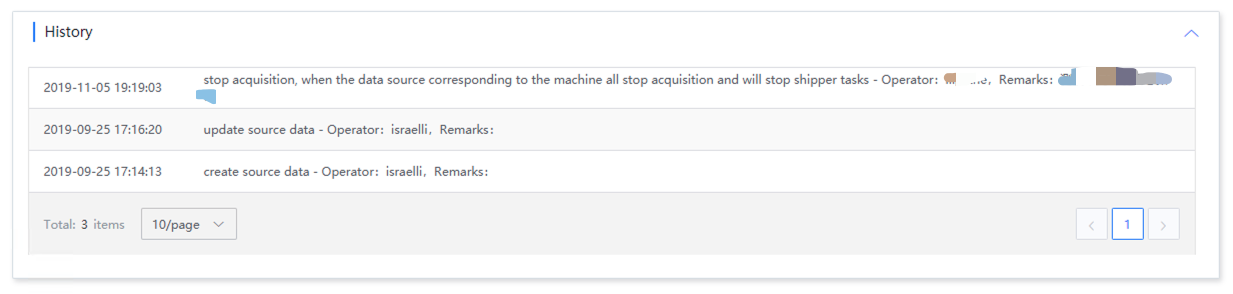 History
2019-11-05 19:19:03 stop acquisition, when the data source corresponding to the machine all stop acquisition and will stop shipper tasks - Operator: , Remarks:
2019-09-25 17:16:20 update source data - Operator: israelli, Remarks:
2019-09-25 17:14:13 create source data - Operator: israelli, Remarks:
Total: 3 items 10/page < 1 >